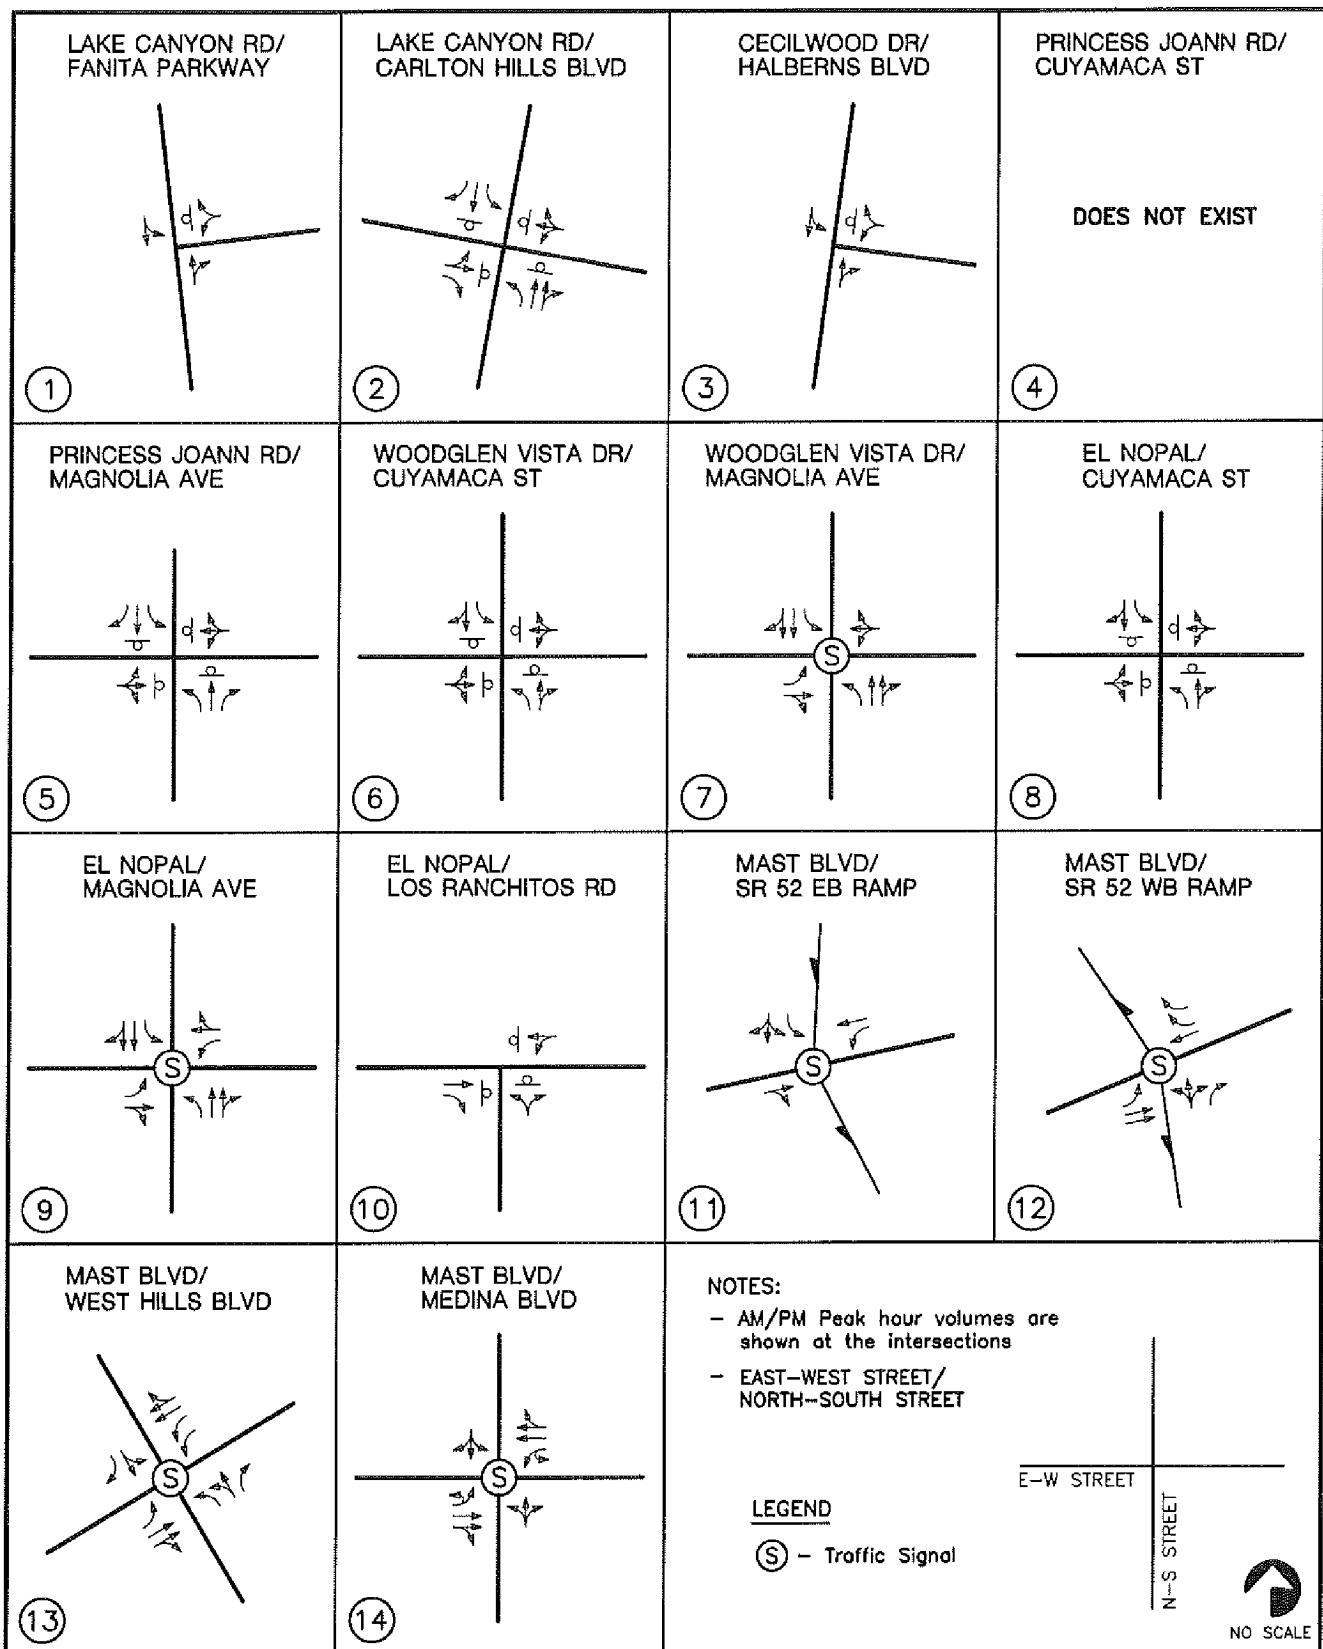 LAKE CANYON RD/
FANITA PARKWAY
1
LAKE CANYON RD/
CARLTON HILLS BLVD
2
CECILWOOD DR/
HALBERNS BLVD
3
PRINCESS JOANN RD/
CUYAMACA ST
DOES NOT EXIST
4
PRINCESS JOANN RD/
MAGNOLIA AVE
5
WOODGLEN VISTA DR/
CUYAMACA ST
6
WOODGLEN VISTA DR/
MAGNOLIA AVE
S
7
EL NOPAL/
CUYAMACA ST
8
EL NOPAL/
MAGNOLIA AVE
S
9
EL NOPAL/
LOS RANCHITOS RD
10
MAST BLVD/
SR 52 EB RAMP
S
11
MAST BLVD/
SR 52 WB RAMP
S
12
MAST BLVD/
WEST HILLS BLVD
S
13
MAST BLVD/
MEDINA BLVD
S
14
NOTES:
- AM/PM Peak hour volumes are
shown at the intersections
- EAST-WEST STREET/
NORTH-SOUTH STREET
E-W STREET
N-S STREET
LEGEND
S - Traffic Signal
NO SCALE